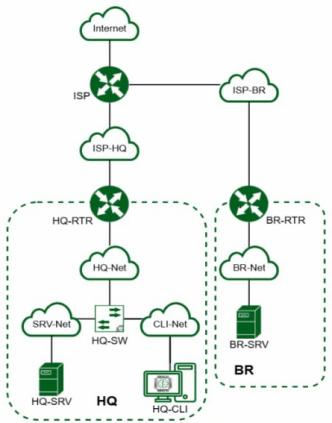 Internet
ISP
ISP-BR
ISP-HQ
HQ-RTR
BR-RTR
HQ-Net
BR-Net
SRV-Net
CLI-Net
HQ-SW
BR-SRV
BR
HQ-SRV
HQ
HQ-CLI